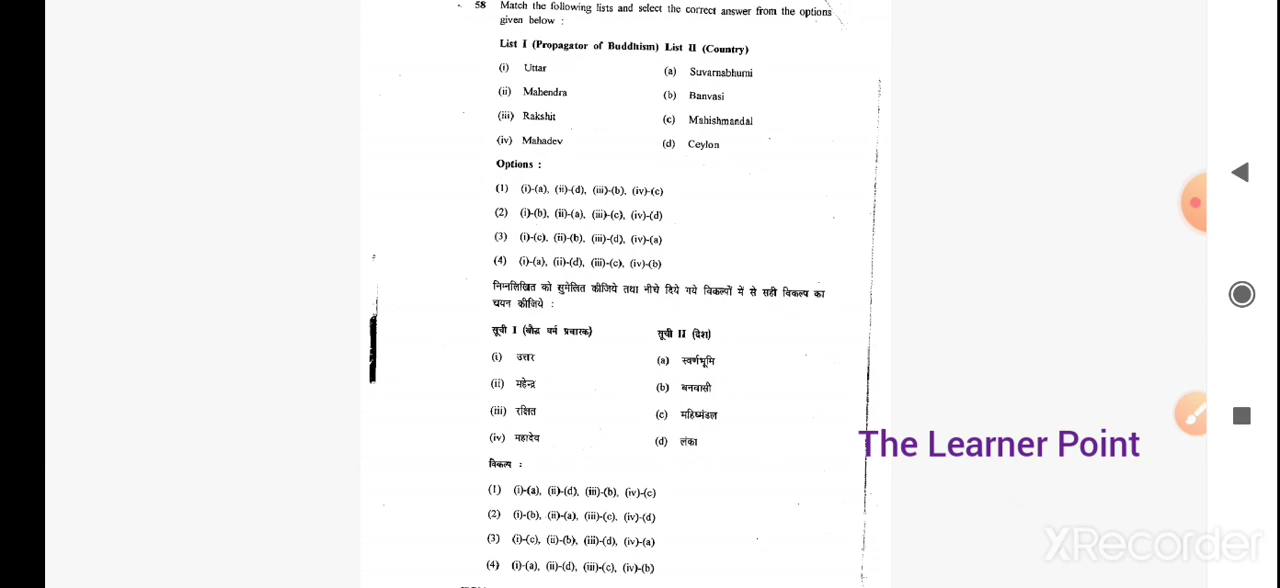 58 Match the following lists and select the correct answer from the options
given below :
List I (Propagator of Buddhism) List II (Country)
(i) Uttar (a) Suvarnabhumi
(ii) Mahendra (b) Banvasi
(iii) Rakshit (c) Mahishmandal
(iv) Mahadev (d) Ceylon
Options :
(1) (i)-(a), (ii)-(d), (iii)-(b), (iv)-(c)
(2) (i)-(b), (ii)-(a), (iii)-(c), (iv)-(d)
(3) (i)-(c), (ii)-(b), (iii)-(d), (iv)-(a)
(4) (i)-(a), (ii)-(d), (iii)-(c), (iv)-(b)
निम्नलिखित को सुमेलित कीजिये तथा नीचे दिये गये विकल्पों में से सही विकल्प का
चयन कीजिये :
सूची I (बौद्ध धर्म प्रचारक) सूची II (देश)
(i) उत्तर (a) स्वर्णभूमि
(ii) महेन्द्र (b) बनवासी
(iii) रक्षित (c) महिष्मंडल
(iv) महादेव (d) लंका
विकल्प :
(1) (i)-(a), (ii)-(d), (iii)-(b), (iv)-(c)
(2) (i)-(b), (ii)-(a), (iii)-(c), (iv)-(d)
(3) (i)-(c), (ii)-(b), (iii)-(d), (iv)-(a)
(4) (i)-(a), (ii)-(d), (iii)-(c), (iv)-(b)
The Learner Point
XRecorder